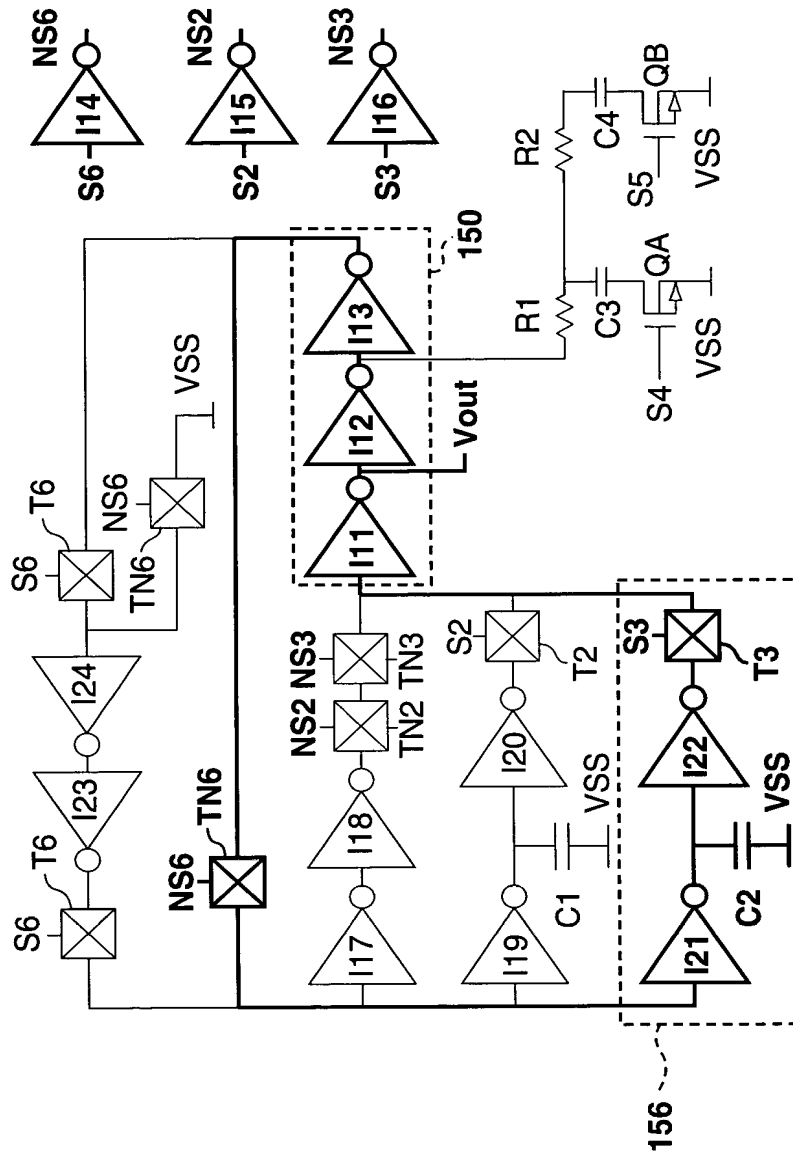 S6
I14
NS6
S2
I15
NS2
S3
I16
NS3
S6
T6
I23
I24
S6
T6
NS6
TN6
VSS
NS6
TN6
I17
I18
NS2
TN2
NS3
TN3
I11
I12
I13
150
Vout
I19
C1
VSS
I20
S2
T2
R1
R2
C3
C4
S4
QA
VSS
S5
QB
VSS
I21
C2
VSS
I22
S3
T3
156